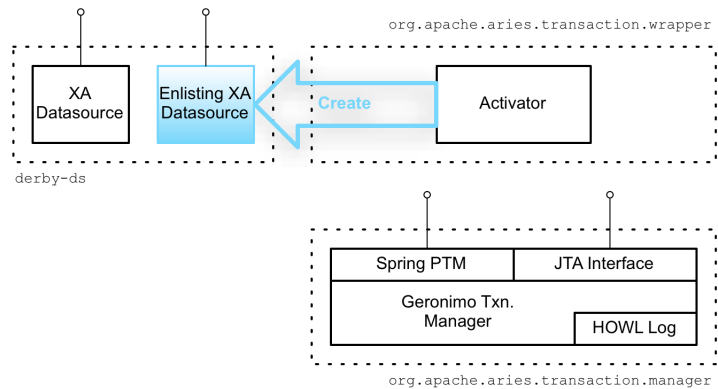 org.apache.aries.transaction.wrapper
XA
Datasource
Enlisting XA
Datasource
Create
Activator
derby-ds
Spring PTM
JTA Interface
Geronimo Txn.
Manager
HOWL Log
org.apache.aries.transaction.manager